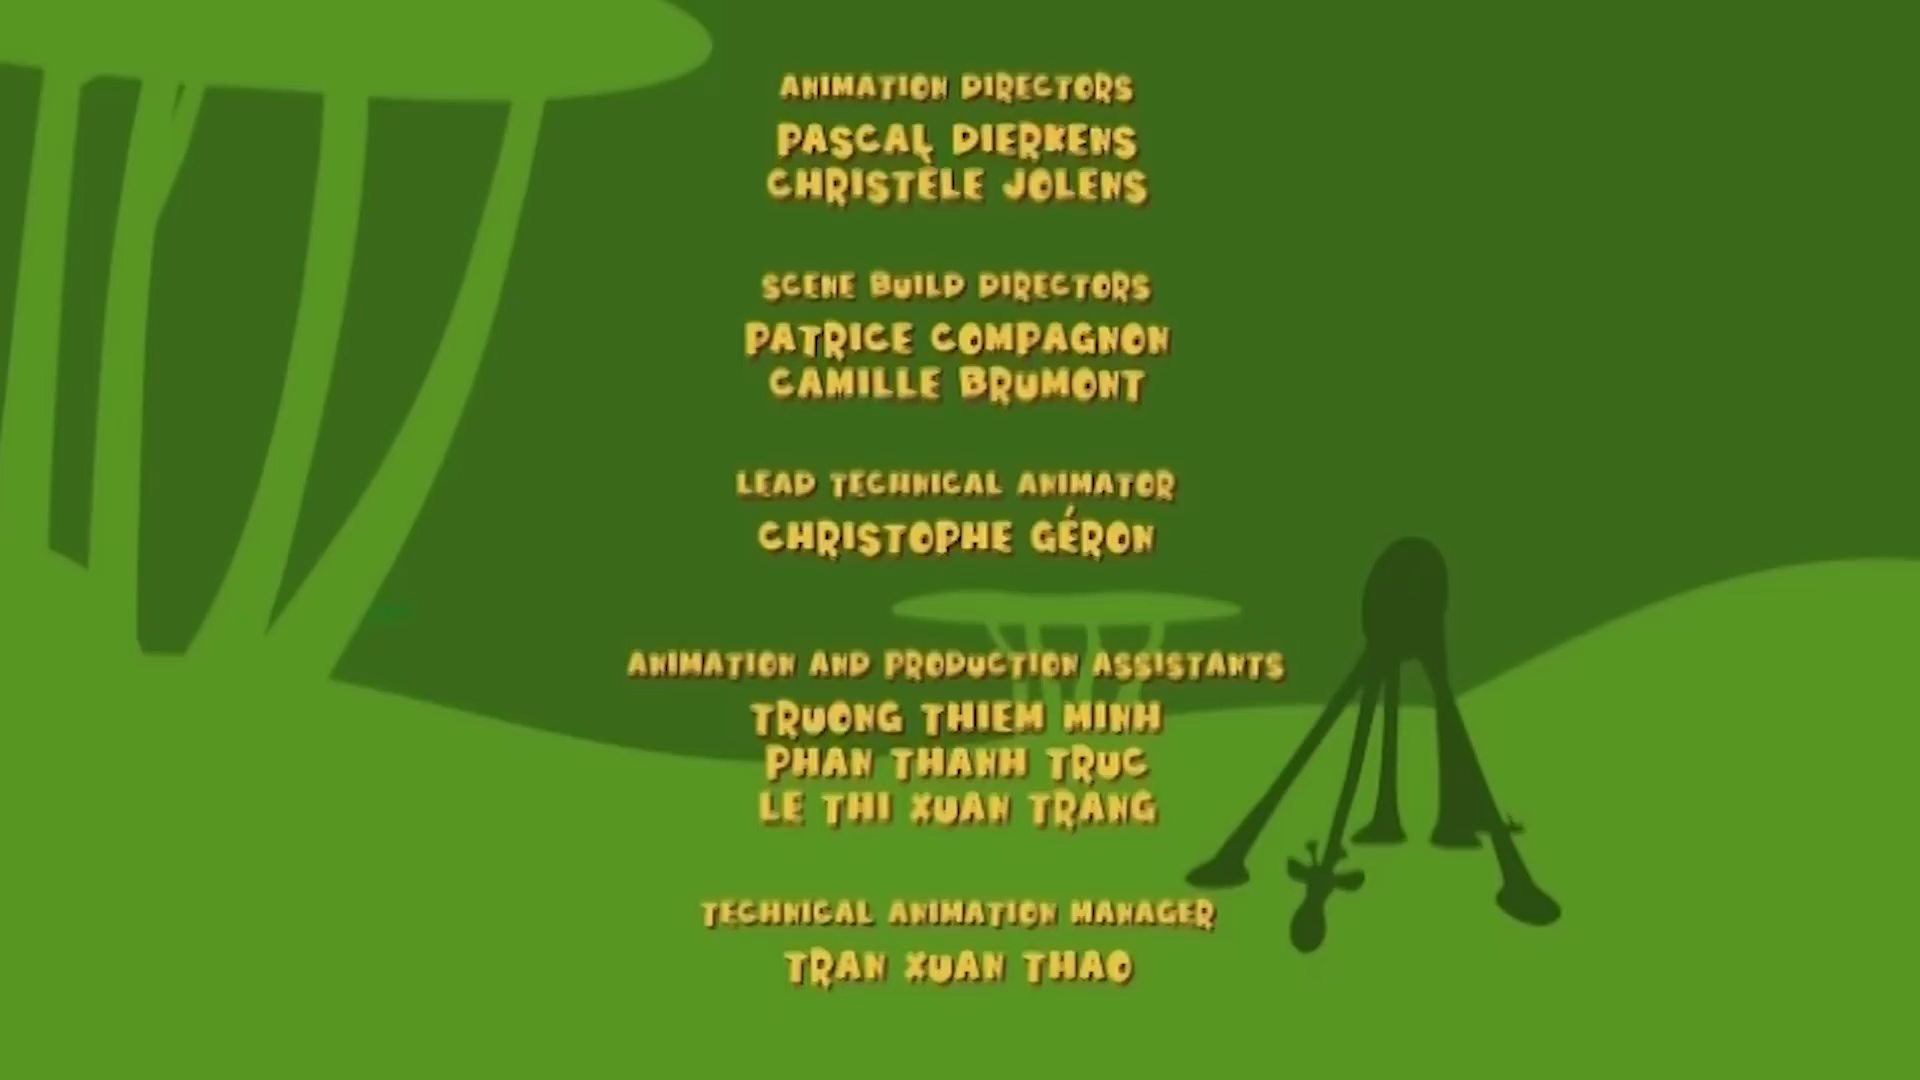 ANIMATION DIRECTORS
PASCAL DIERKENS
CHRISTÈLE JOLENS
SCENE BUILD DIRECTORS
PATRICE COMPAGNON
CAMILLE BRUMONT
LEAD TECHNICAL ANIMATOR
CHRISTOPHE GÉRON
ANIMATION AND PRODUCTION ASSISTANTS
TRUONG THIEM MINH
PHAN THANH TRUC
LE THI XUAN TRANG
TECHNICAL ANIMATION MANAGER
TRAN XUAN THAO